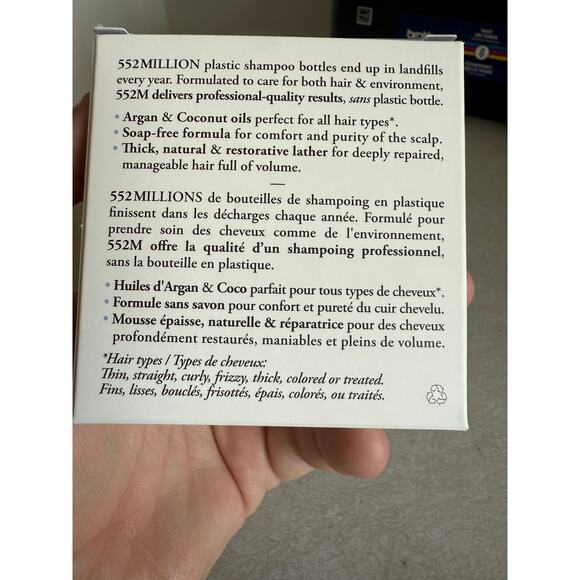 552MILLION plastic shampoo bottles end up in landfills
every year. Formulated to care for both hair & environment,
552M delivers professional-quality results, sans plastic bottle.
• Argan & Coconut oils perfect for all hair types*.
• Soap-free formula for comfort and purity of the scalp.
• Thick, natural & restorative lather for deeply repaired,
manageable hair full of volume.
—
552MILLIONS de bouteilles de shampoing en plastique
finissent dans les décharges chaque année. Formulé pour
prendre soin des cheveux comme de l'environnement,
552M offre la qualité d'un shampoing professionnel,
sans la bouteille en plastique.
• Huiles d'Argan & Coco parfait pour tous types de cheveux*.
• Formule sans savon pour confort et pureté du cuir chevelu.
• Mousse épaisse, naturelle & réparatrice pour des cheveux
profondément restaurés, maniables et pleins de volume.
*Hair types / Types de cheveux:
Thin, straight, curly, frizzy, thick, colored or treated.
Fins, lisses, bouclés, frisottés, épais, colorés, ou traités.